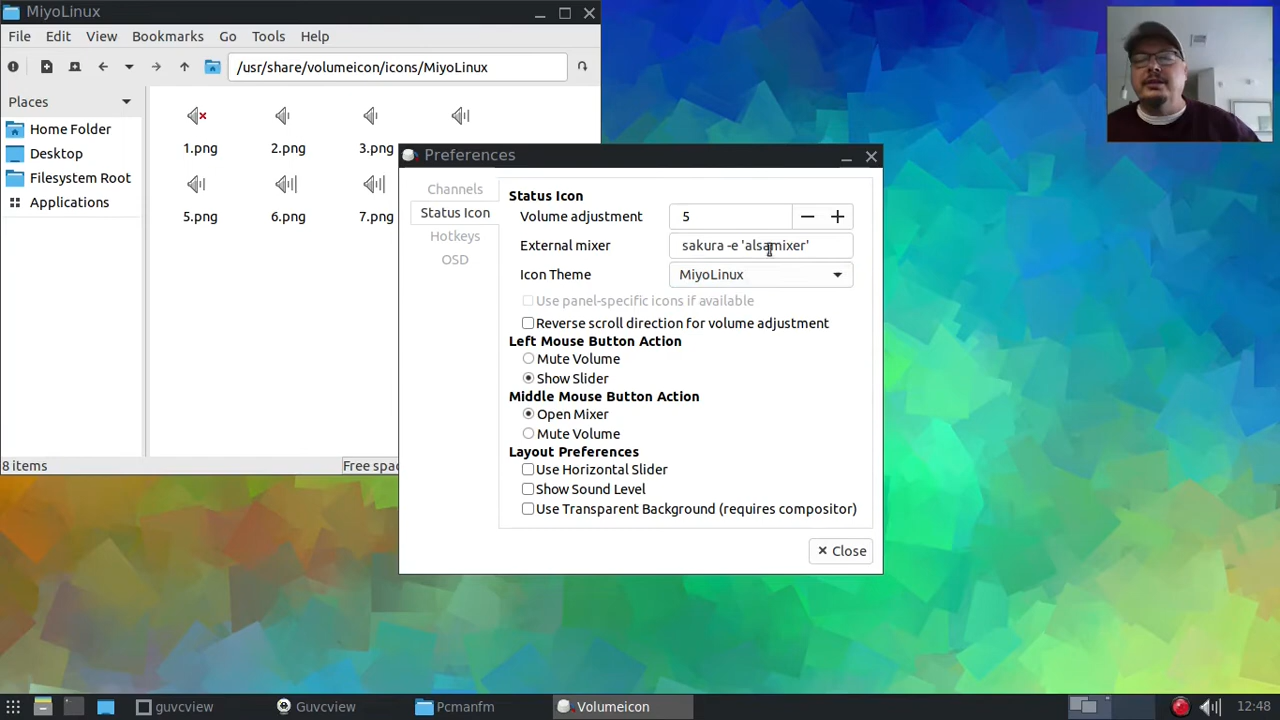 MiyoLinux
File Edit View Bookmarks Go Tools Help
/usr/share/volumeicon/icons/MiyoLinux
Places
Home Folder
Desktop
Filesystem Root
Applications
1.png 2.png 3.png
5.png 6.png 7.png
8 items
Free spac
Preferences
Channels
Status Icon
Hotkeys
OSD
Status Icon
Volume adjustment 5
External mixer sakura -e 'alsamixer'
Icon Theme MiyoLinux
Use panel-specific icons if available
Reverse scroll direction for volume adjustment
Left Mouse Button Action
Mute Volume
Show Slider
Middle Mouse Button Action
Open Mixer
Mute Volume
Layout Preferences
Use Horizontal Slider
Show Sound Level
Use Transparent Background (requires compositor)
Close
guvcview Guvcview Pcmanfm Volumeicon 12:48